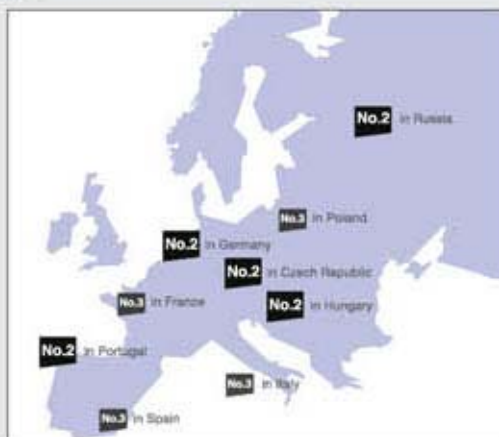 No.2 in Russia
No.3 in Poland
No.2 in Germany
No.2 in Czech Republic
No.3 in France
No.2 in Hungary
No.2 in Portugal
No.3 in Italy
No.3 in Spain